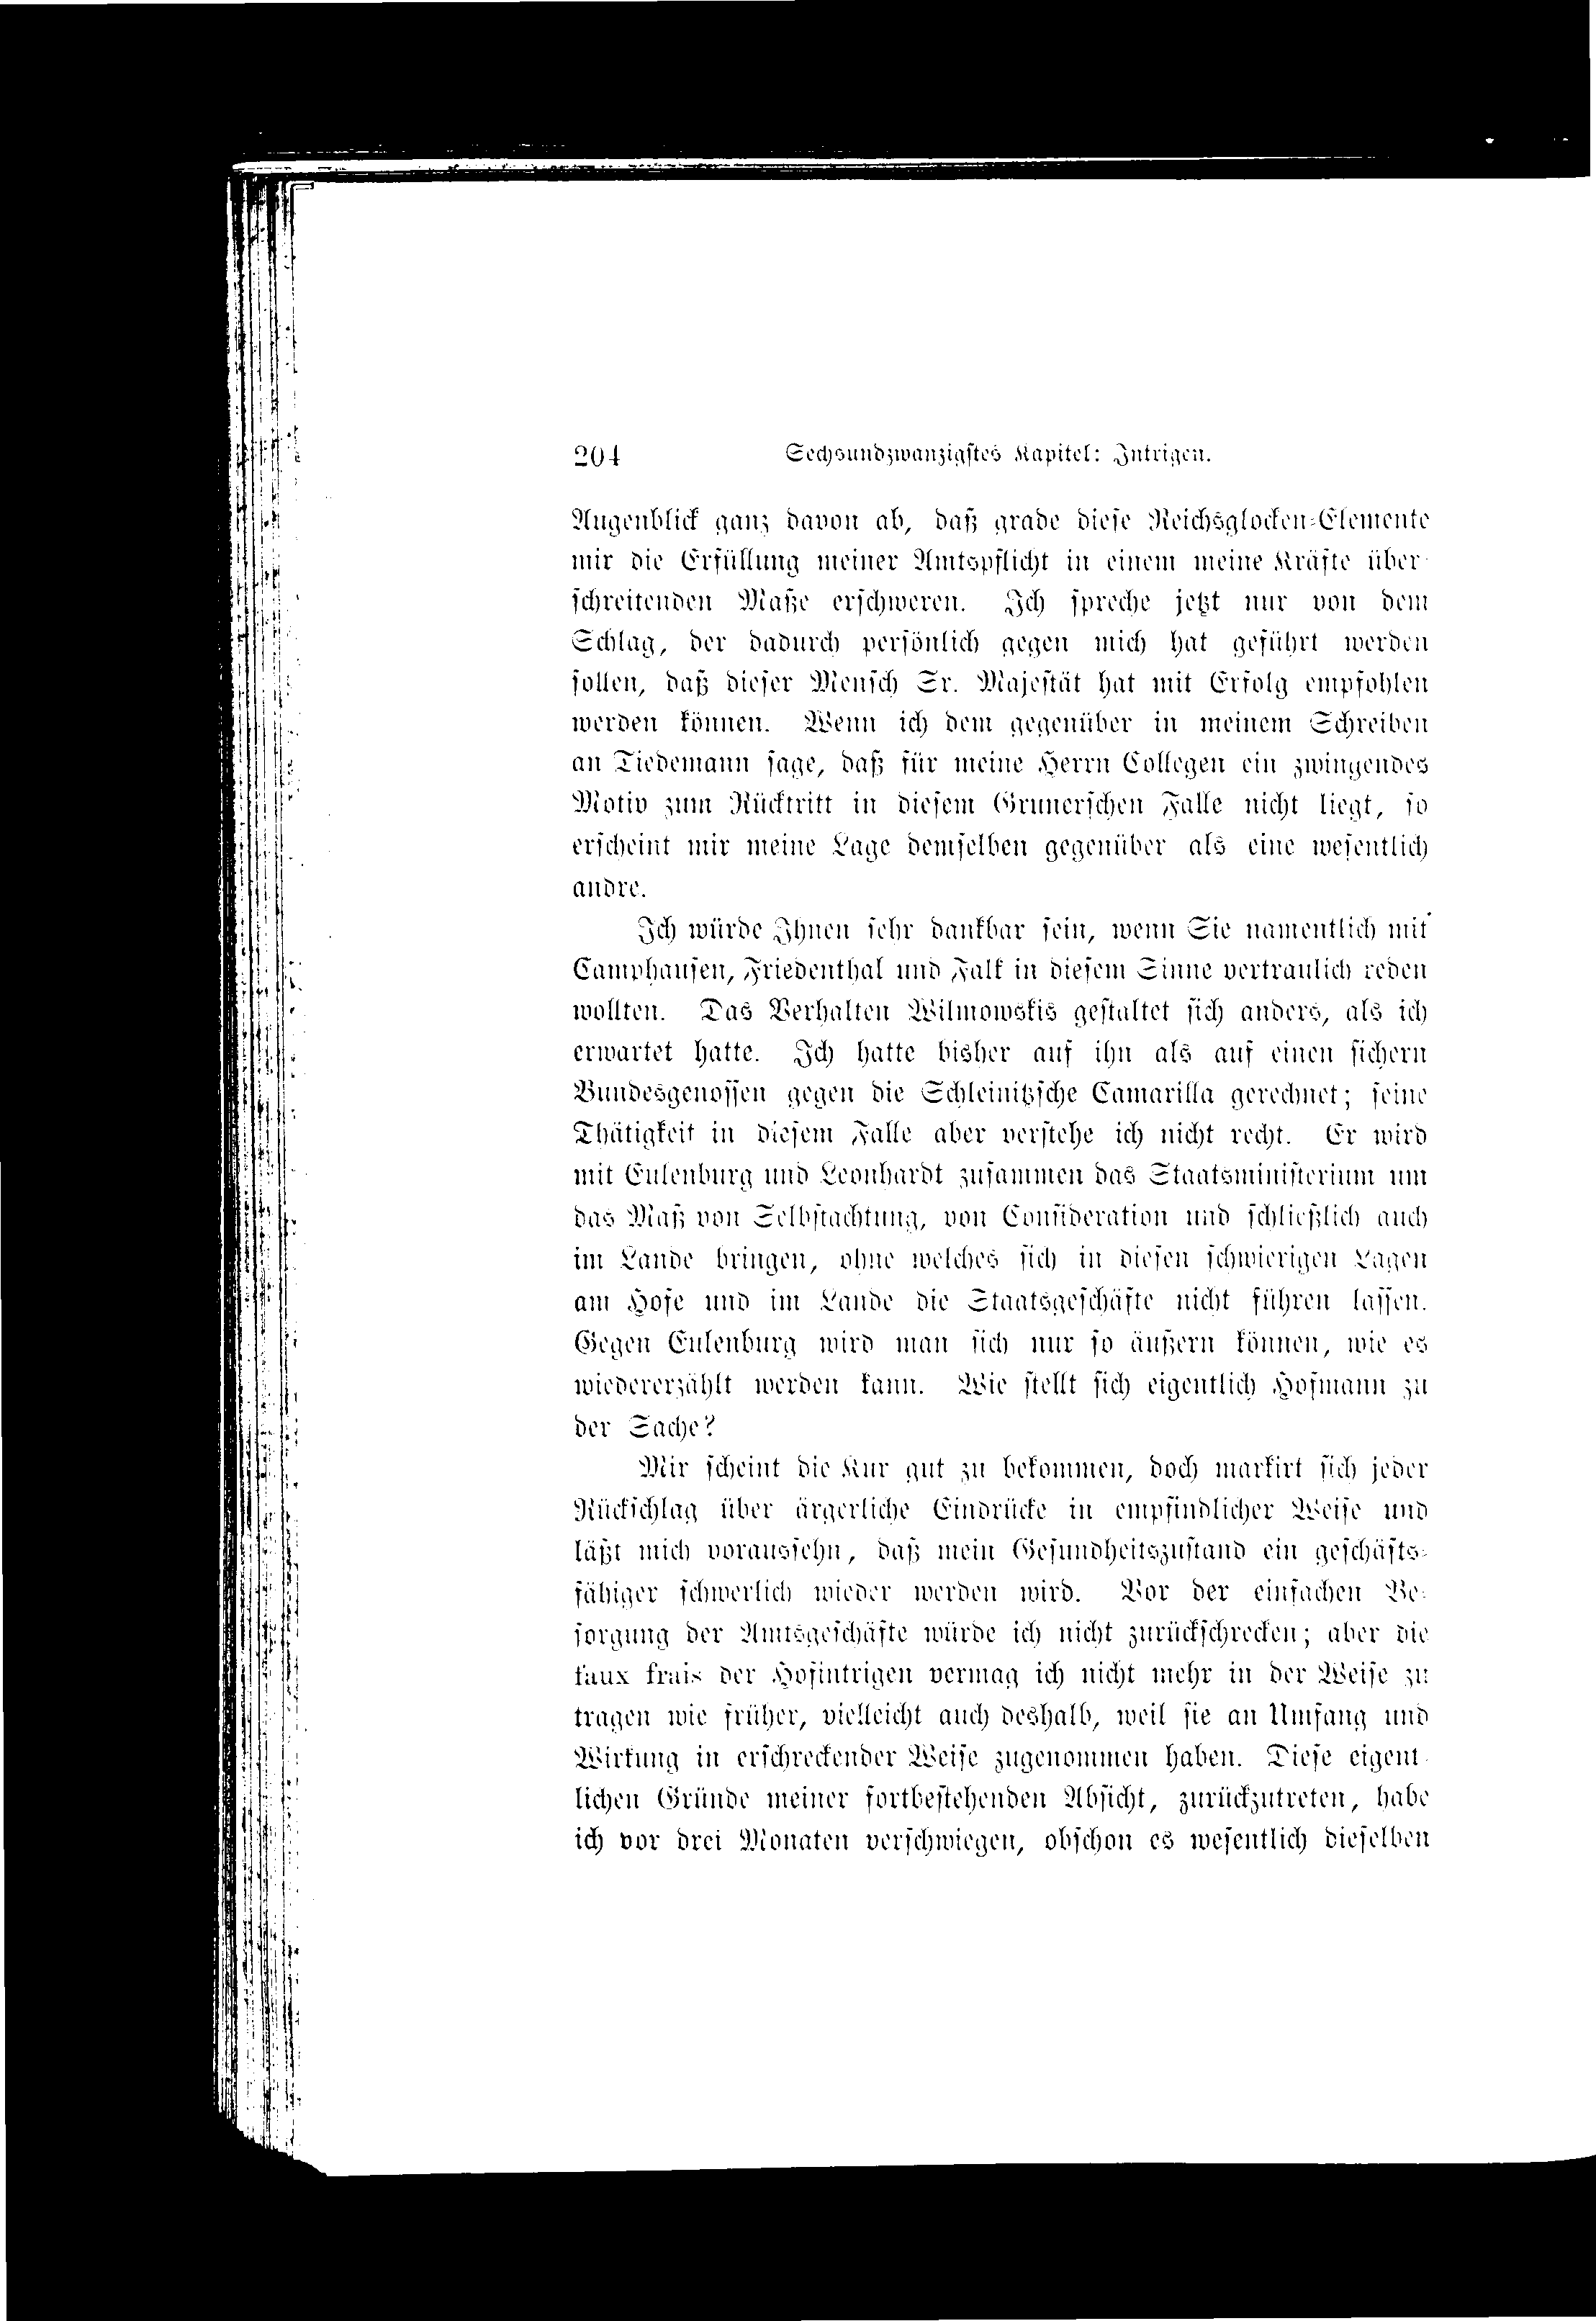 204 Sechsundzwanzigstes Kapitel: Intrigen.
Augenblick ganz davon ab, daß grade diese Reichsglocken-Elemente
mir die Erfüllung meiner Amtspflicht in einem meine Kräfte über-
schreitenden Maße erschweren. Ich spreche jetzt nur von dem
Schlag, der dadurch persönlich gegen mich hat geführt werden
sollen, daß dieser Mensch Sr. Majestät hat mit Erfolg empfohlen
werden können. Wenn ich dem gegenüber in meinem Schreiben
an Tiedemann sage, daß für meine Herrn Collegen ein zwingendes
Motiv zum Rücktritt in diesem Grunerschen Falle nicht liegt, so
erscheint mir meine Lage demselben gegenüber als eine wesentlich
andre.
Ich würde Ihnen sehr dankbar sein, wenn Sie namentlich mit
Camphausen, Friedenthal und Falk in diesem Sinne vertraulich reden
wollten. Das Verhalten Wilmowskis gestaltet sich anders, als ich
erwartet hatte. Ich hatte bisher auf ihn als auf einen sichern
Bundesgenossen gegen die Schleinitzsche Camarilla gerechnet; seine
Thätigkeit in diesem Falle aber verstehe ich nicht recht. Er wird
mit Eulenburg und Leonhardt zusammen das Staatsministerium um
das Maß von Selbstachtung, von Consideration und schließlich auch
im Lande bringen, ohne welches sich in diesen schwierigen Lagen
am Hofe und im Lande die Staatsgeschäfte nicht führen lassen.
Gegen Eulenburg wird man sich nur so äußern können, wie es
wiedererzählt werden kann. Wie stellt sich eigentlich Hofmann zu
der Sache?
Mir scheint die Kur gut zu bekommen, doch markirt sich jeder
Rückschlag über ärgerliche Eindrücke in empfindlicher Weise und
läßt mich voraussehn, daß mein Gesundheitszustand ein geschäfts-
fähiger schwerlich wieder werden wird. Vor der einfachen Be-
sorgung der Amtsgeschäfte würde ich nicht zurückschrecken; aber die
faux frais der Hofintrigen vermag ich nicht mehr in der Weise zu
tragen wie früher, vielleicht auch deshalb, weil sie an Umfang und
Wirkung in erschreckender Weise zugenommen haben. Diese eigent-
lichen Gründe meiner fortbestehenden Absicht, zurückzutreten, habe
ich vor drei Monaten verschwiegen, obschon es wesentlich dieselben